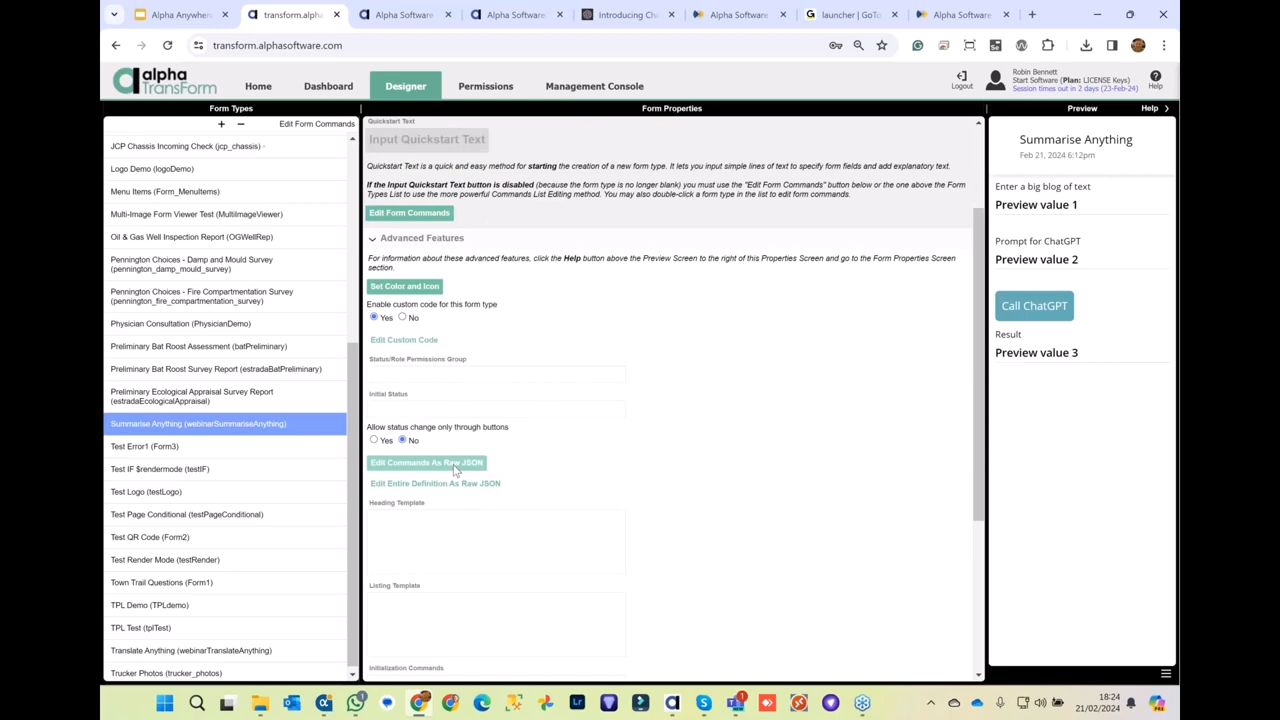 Alpha Anywhere
transform.alpha
Alpha Software C
Alpha Software
Introducing Cha
Alpha Software
launcher | GoTo
Alpha Software
transform.alphasoftware.com
alpha
TransForm
Home
Dashboard
Designer
Permissions
Management Console
Logout
Robin Bennett
Start Software (Plan: LICENSE Keys)
Session times out in 2 days (23-Feb-24)
Help
Form Types
Form Properties
Preview
Help
+
−
Edit Form Commands
JCP Chassis Incoming Check (jcp_chassis)
Logo Demo (logoDemo)
Menu Items (Form_MenuItems)
Multi-Image Form Viewer Test (MultiImageViewer)
Oil & Gas Well Inspection Report (OGWellRep)
Pennington Choices - Damp and Mould Survey
(pennington_damp_mould_survey)
Pennington Choices - Fire Compartmentation Survey
(pennington_fire_compartmentation_survey)
Physician Consultation (PhysicianDemo)
Preliminary Bat Roost Assessment (batPreliminary)
Preliminary Bat Roost Survey Report (estradaBatPreliminary)
Preliminary Ecological Appraisal Survey Report
(estradaEcologicalAppraisal)
Summarise Anything (webinarSummariseAnything)
Test Error1 (Form3)
Test IF $rendermode (testIF)
Test Logo (testLogo)
Test Page Conditional (testPageConditional)
Test QR Code (Form2)
Test Render Mode (testRender)
Town Trail Questions (Form1)
TPL Demo (TPLdemo)
TPL Test (tplTest)
Translate Anything (webinarTranslateAnything)
Trucker Photos (trucker_photos)
Quickstart Text
Input Quickstart Text
Quickstart Text is a quick and easy method for starting the creation of a new form type. It lets you input simple lines of text to specify form fields and add explanatory text.
If the Input Quickstart Text button is disabled (because the form type is no longer blank) you must use the "Edit Form Commands" button below or the one above the Form
Types List to use the more powerful Commands List Editing method. You may also double-click a form type in the list to edit form commands.
Edit Form Commands
Advanced Features
For information about these advanced features, click the Help button above the Preview Screen to the right of this Properties Screen and go to the Form Properties Screen
section.
Set Color and Icon
Enable custom code for this form type
Yes No
Edit Custom Code
Status/Role Permissions Group
Initial Status
Allow status change only through buttons
Yes No
Edit Commands As Raw JSON
Edit Entire Definition As Raw JSON
Heading Template
Listing Template
Initialization Commands
Summarise Anything
Feb 21, 2024 6:12pm
Enter a big blog of text
Preview value 1
Prompt for ChatGPT
Preview value 2
Call ChatGPT
Result
Preview value 3
18:24
21/02/2024